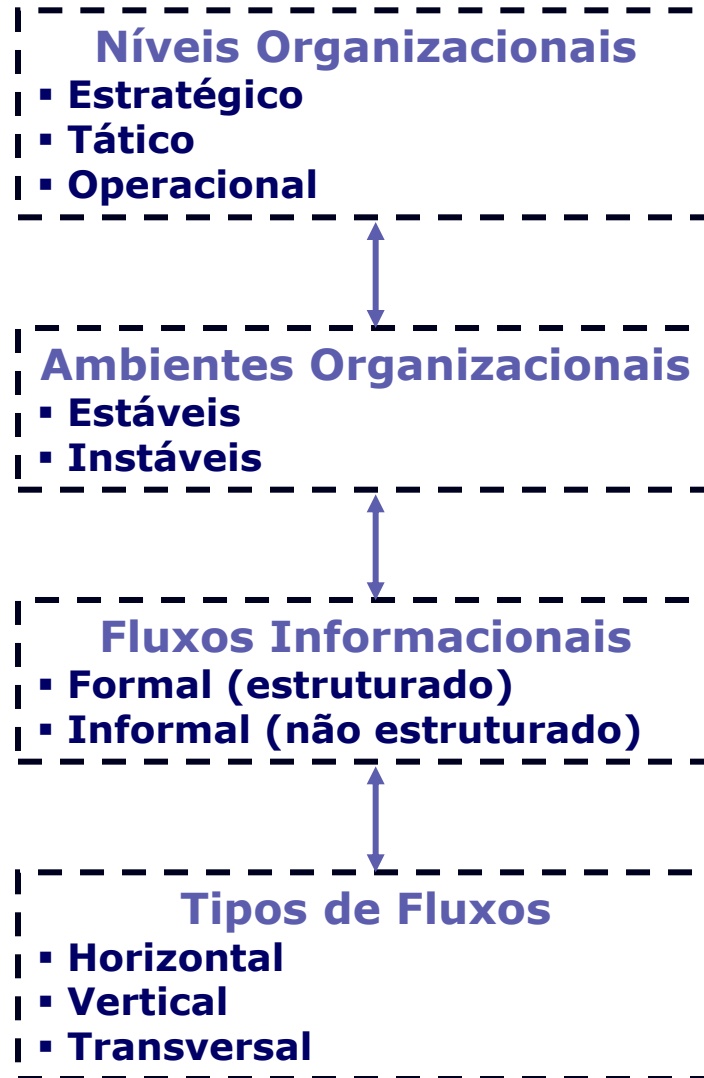 Níveis Organizacionais
▪ Estratégico
▪ Tático
▪ Operacional
Ambientes Organizacionais
▪ Estáveis
▪ Instáveis
Fluxos Informacionais
▪ Formal (estruturado)
▪ Informal (não estruturado)
Tipos de Fluxos
▪ Horizontal
▪ Vertical
▪ Transversal